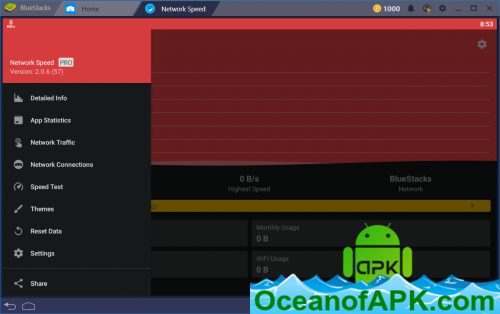 BlueStacks
Home
Network Speed
1000
0
8:53
Network Speed PRO
Version: 2.0.6 (57)
Detailed Info
App Statistics
Network Traffic
Network Connections
Speed Test
Themes
Reset Data
Settings
Share
0 B/s
Highest Speed
BlueStacks
Network
Monthly Usage
0 B
WiFi Usage
0 B
apk
OceanofAPK.com